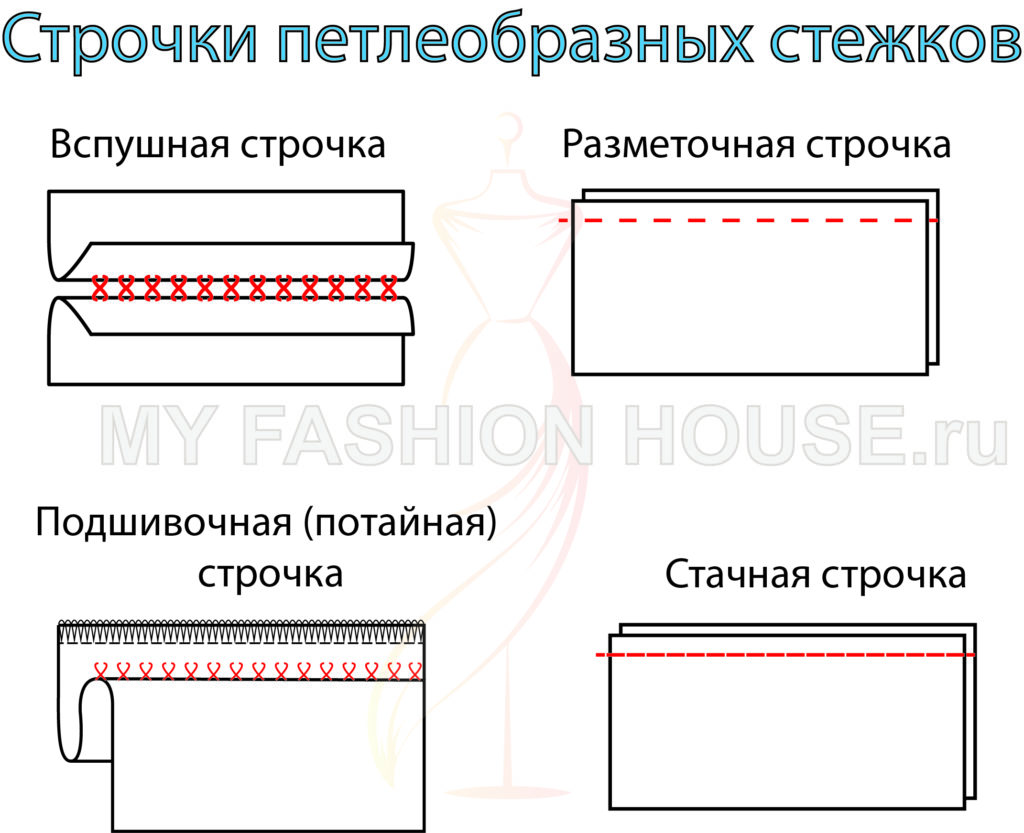 Строчки петлеобразных стежков
Вспушная строчка
Разметочная строчка
MY FASHION HOUSE.ru
Подшивочная (потайная)
строчка
Стачная строчка